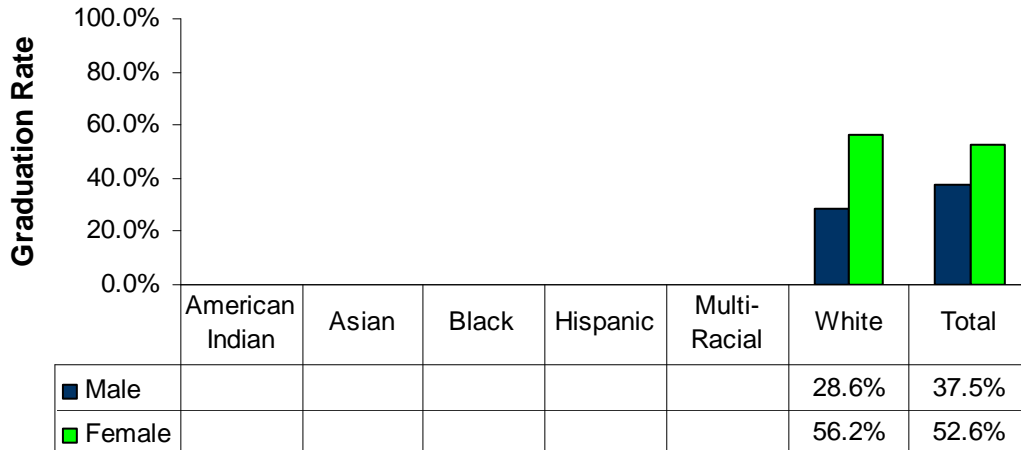 Graduation Rate
100.0%
80.0%
60.0%
40.0%
20.0%
0.0%
American Indian Asian Black Hispanic Multi-Racial White Total
Male 28.6% 37.5%
Female 56.2% 52.6%